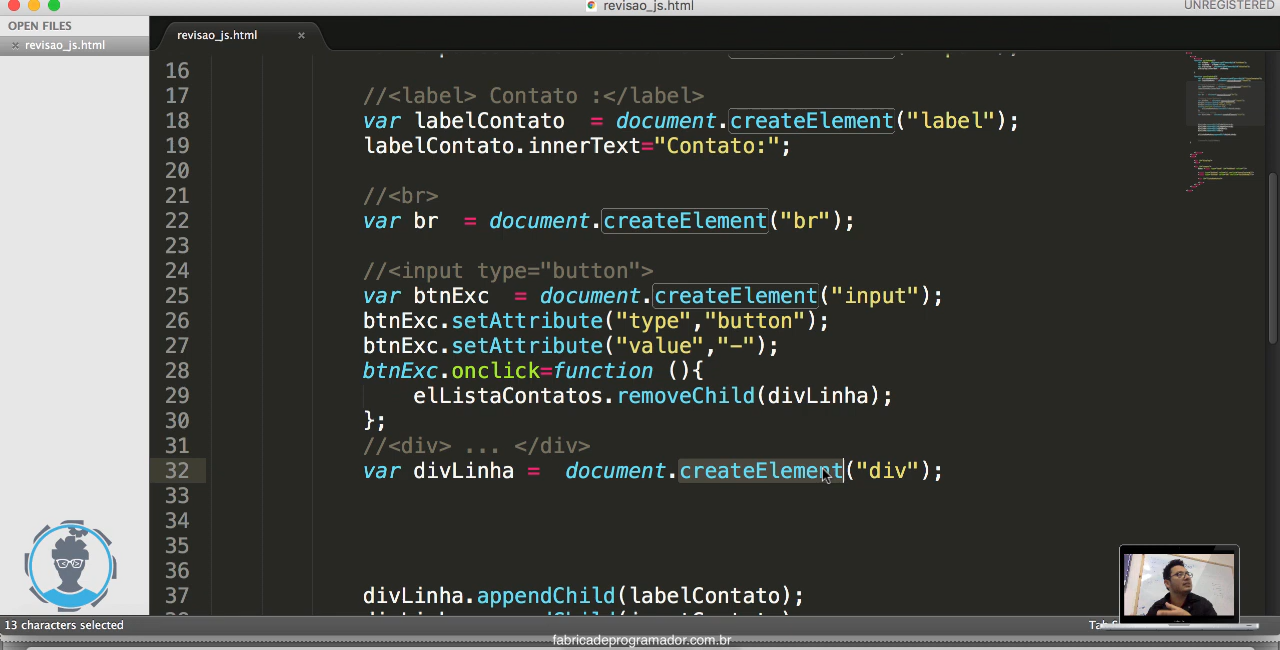 revisao_js.html
UNREGISTERED
OPEN FILES
× revisao_js.html
revisao_js.html ×
16
17 //<label> Contato :</label>
18 var labelContato = document.createElement("label");
19 labelContato.innerText="Contato:";
20
21 //<br>
22 var br = document.createElement("br");
23
24 //<input type="button">
25 var btnExc = document.createElement("input");
26 btnExc.setAttribute("type","button");
27 btnExc.setAttribute("value","-");
28 btnExc.onclick=function (){
29 elListaContatos.removeChild(divLinha);
30 };
31 //<div> ... </div>
32 var divLinha = document.createElement("div");
33
34
35
36
37 divLinha.appendChild(labelContato);
13 characters selected
Tab
fabricadeprogramador.com.br